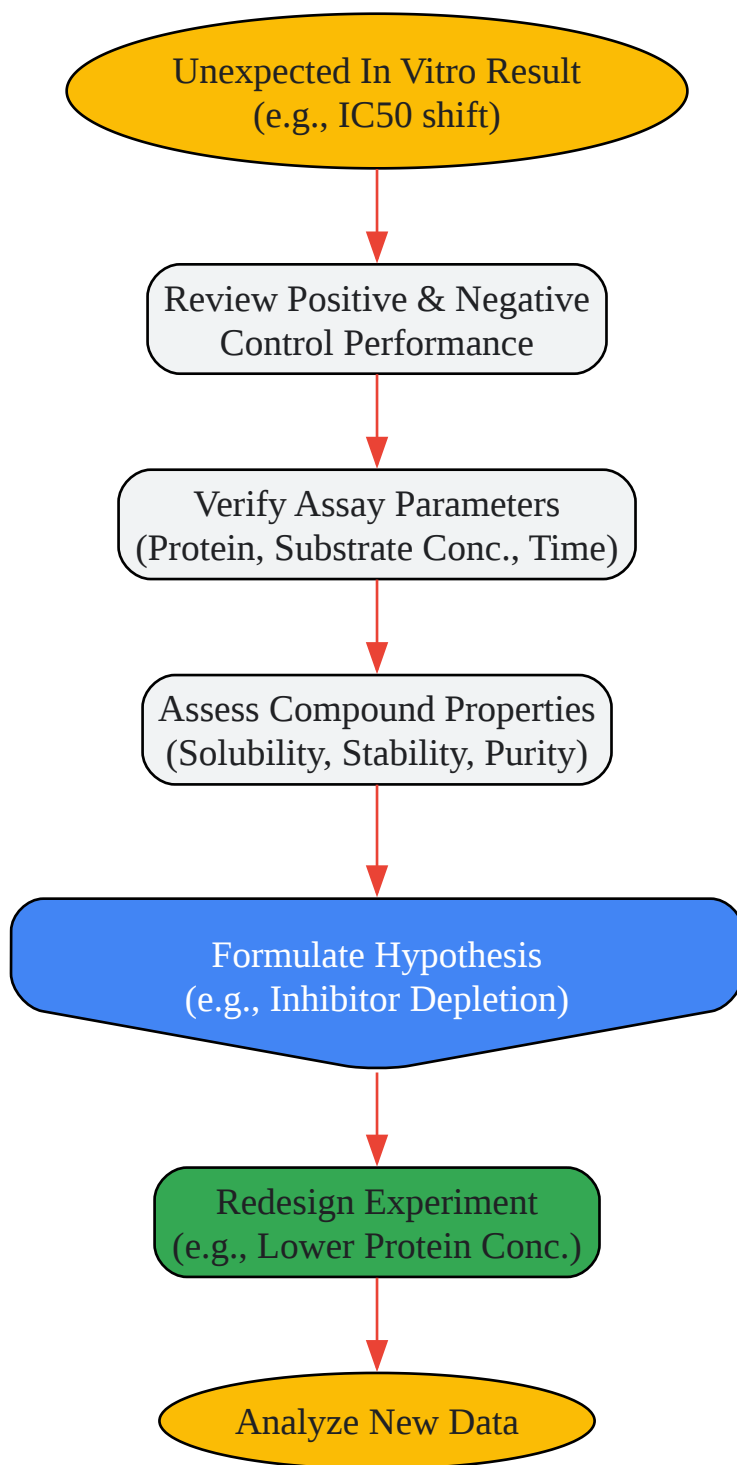 Unexpected In Vitro Result
(e.g., IC50 shift)
Review Positive & Negative
Control Performance
Verify Assay Parameters
(Protein, Substrate Conc., Time)
Assess Compound Properties
(Solubility, Stability, Purity)
Formulate Hypothesis
(e.g., Inhibitor Depletion)
Redesign Experiment
(e.g., Lower Protein Conc.)
Analyze New Data